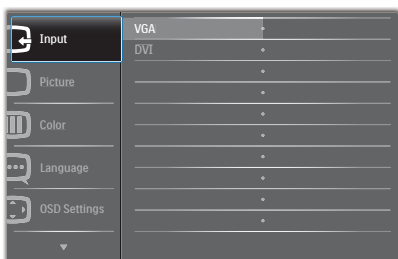 Input
VGA
DVI
Picture
Color
Language
OSD Settings